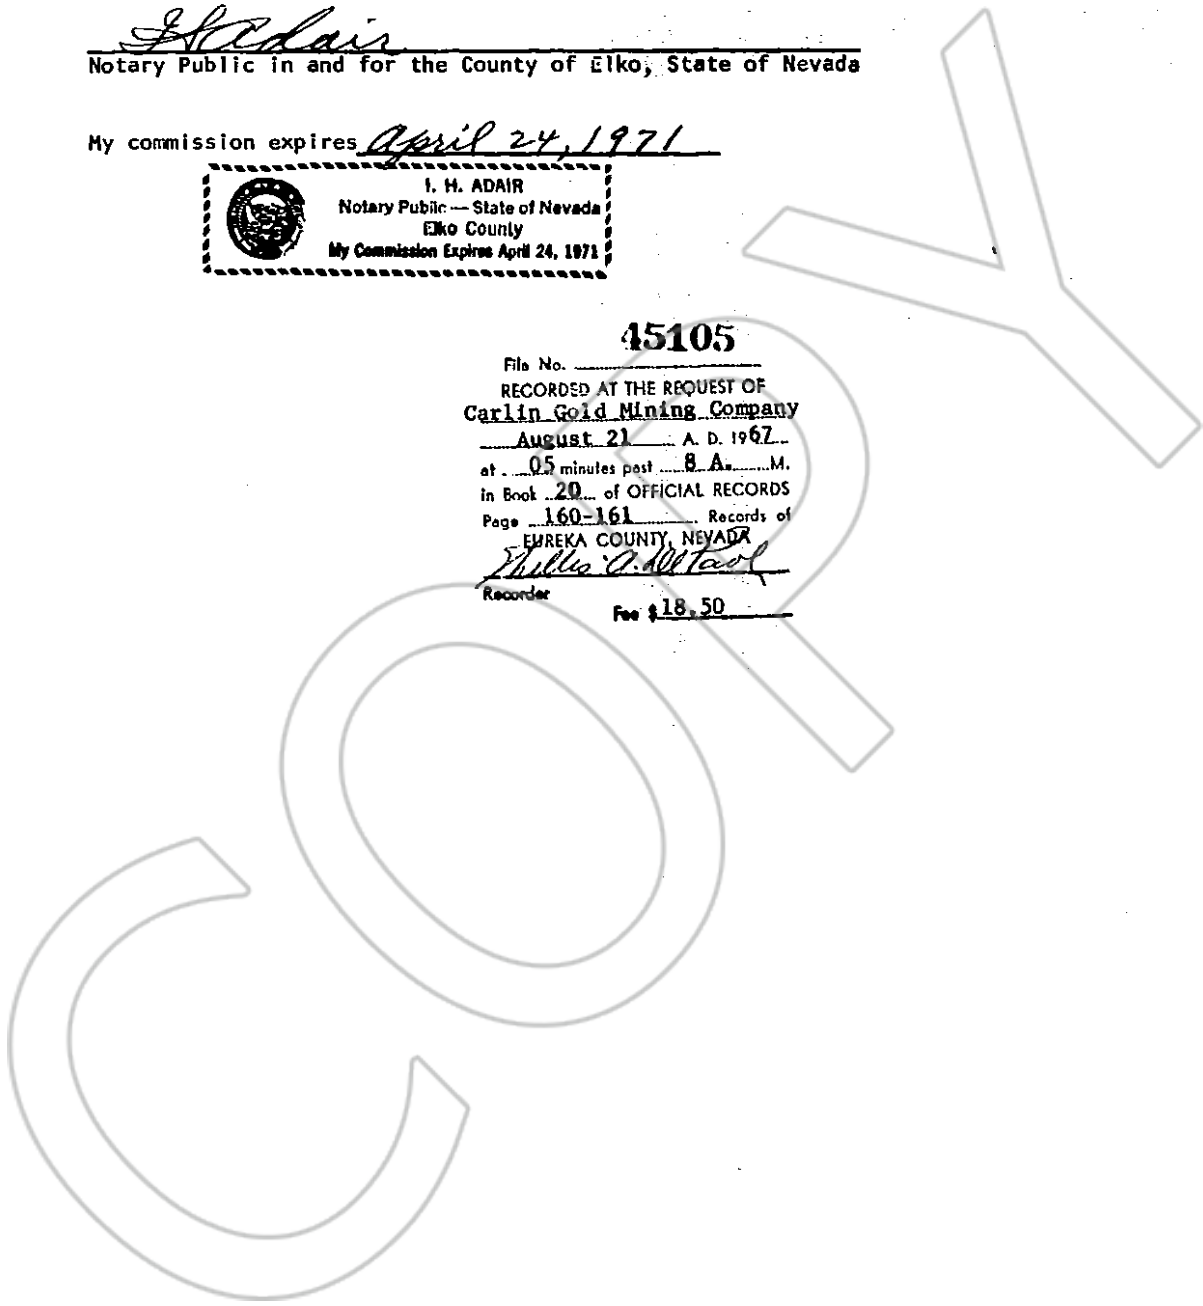 I H Adair
Notary Public in and for the County of Elko, State of Nevada
My commission expires April 24, 1971
I. H. ADAIR
Notary Public — State of Nevada
Elko County
My Commission Expires April 24, 1971
45105
File No.
RECORDED AT THE REQUEST OF
Carlin Gold Mining Company
August 21 A. D. 1967
at 05 minutes past 8 A. M.
in Book 20 of OFFICIAL RECORDS
Page 160-161 Records of
EUREKA COUNTY, NEVADA
Recorder
Fee $18.50
COPY